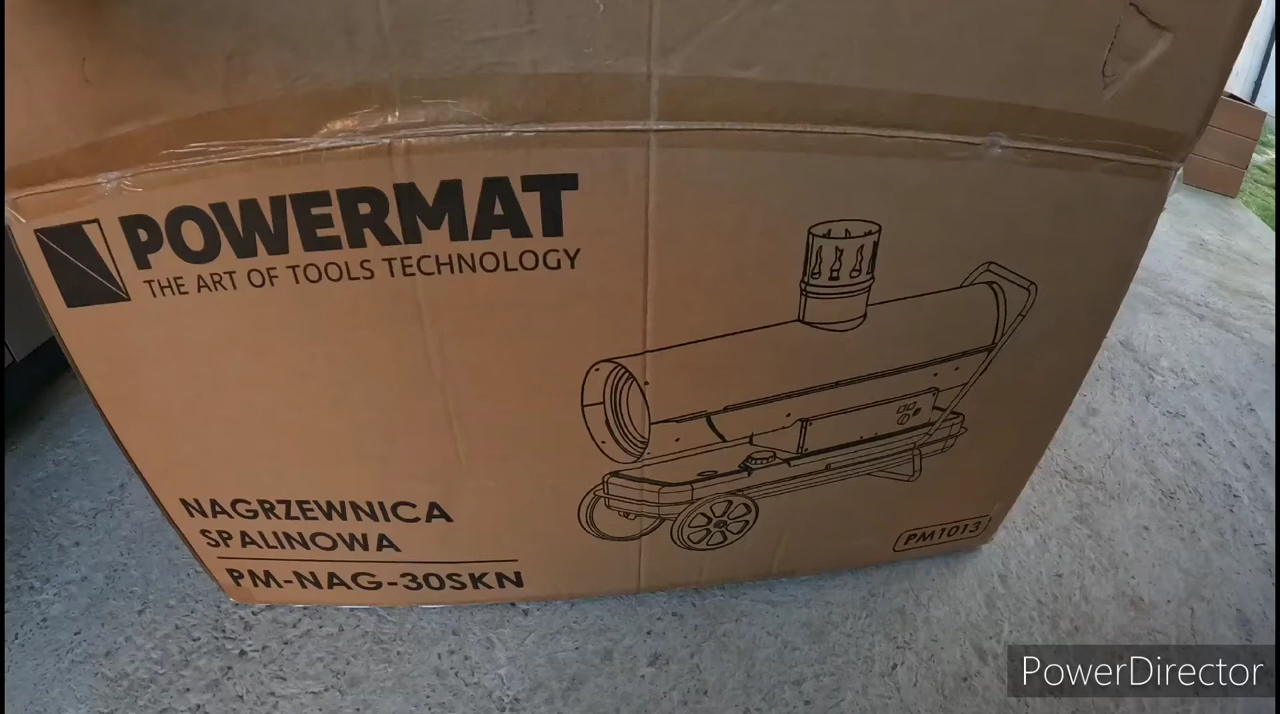 POWERMAT
THE ART OF TOOLS TECHNOLOGY
NAGRZEWNICA
SPALINOWA
PM-NAG-30SKN
PM1013
PowerDirector